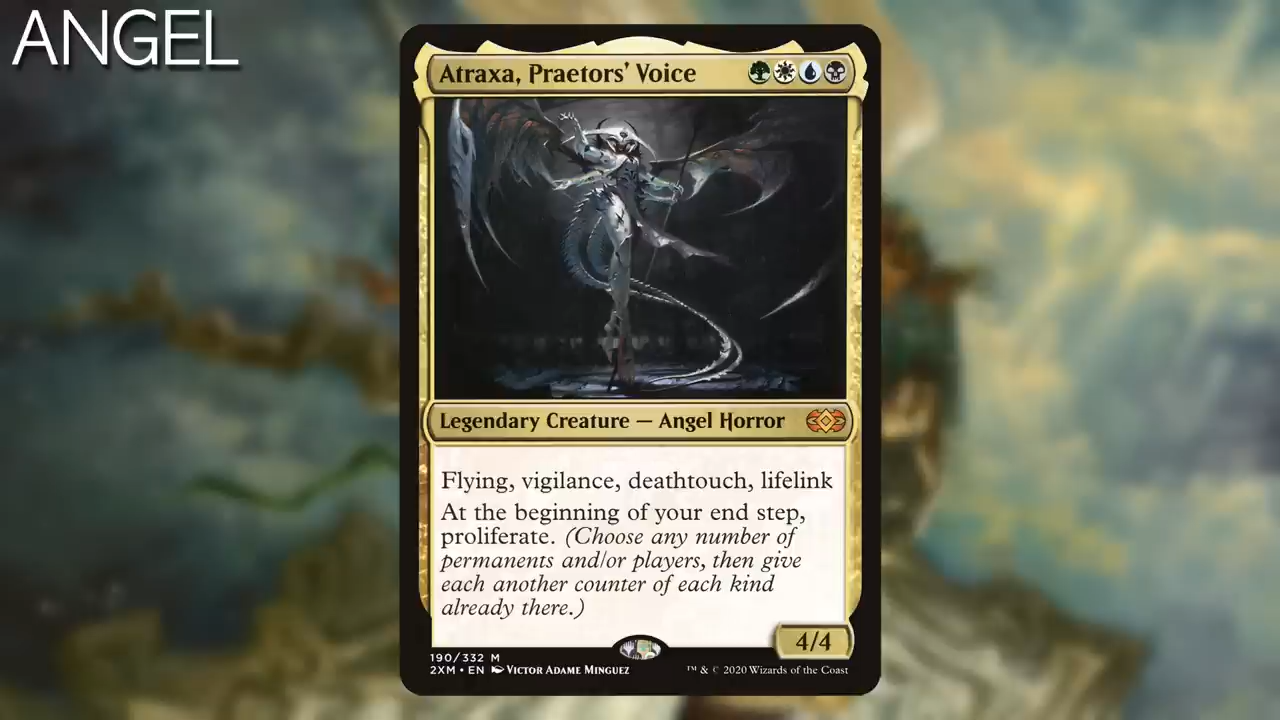 ANGEL
Atraxa, Praetors' Voice
Legendary Creature — Angel Horror
Flying, vigilance, deathtouch, lifelink
At the beginning of your end step,
proliferate. (Choose any number of
permanents and/or players, then give
each another counter of each kind
already there.)
4/4
190/332 M
2XM • EN Victor Adame Minguez
™ & © 2020 Wizards of the Coast